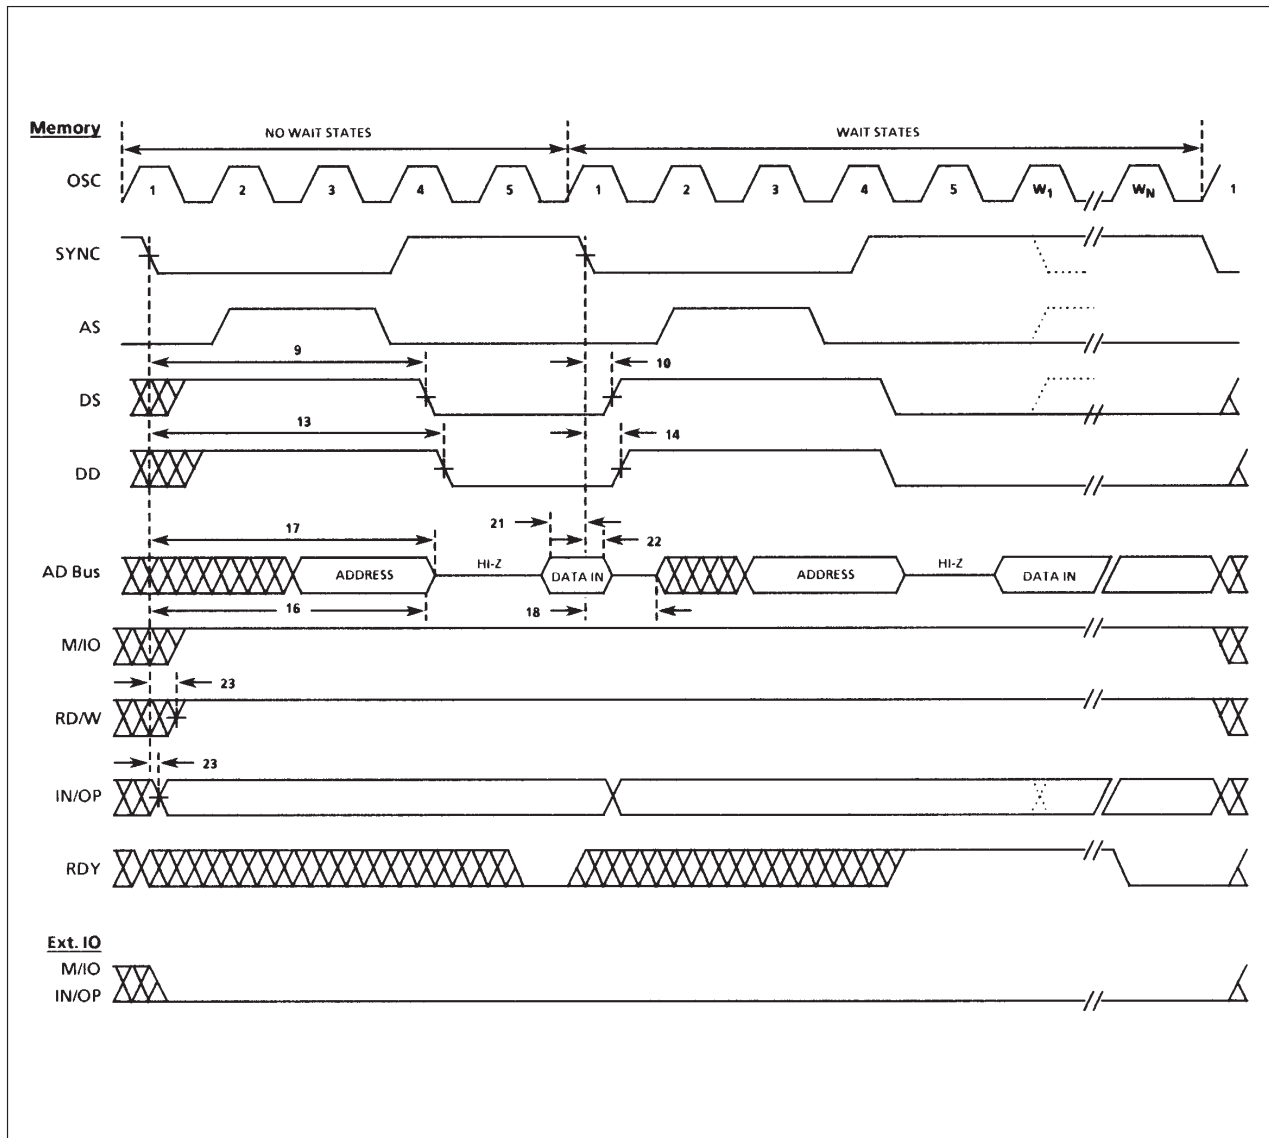 Memory
NO WAIT STATES
WAIT STATES
OSC
1 2 3 4 5 1 2 3 4 5 W1 WN 1
SYNC
AS
9
10
DS
13
14
DD
17
21
22
AD Bus
ADDRESS
HI-Z
DATA IN
ADDRESS
HI-Z
DATA IN
16
18
M/IO
23
RD/W
23
IN/OP
RDY
Ext. IO
M/IO
IN/OP